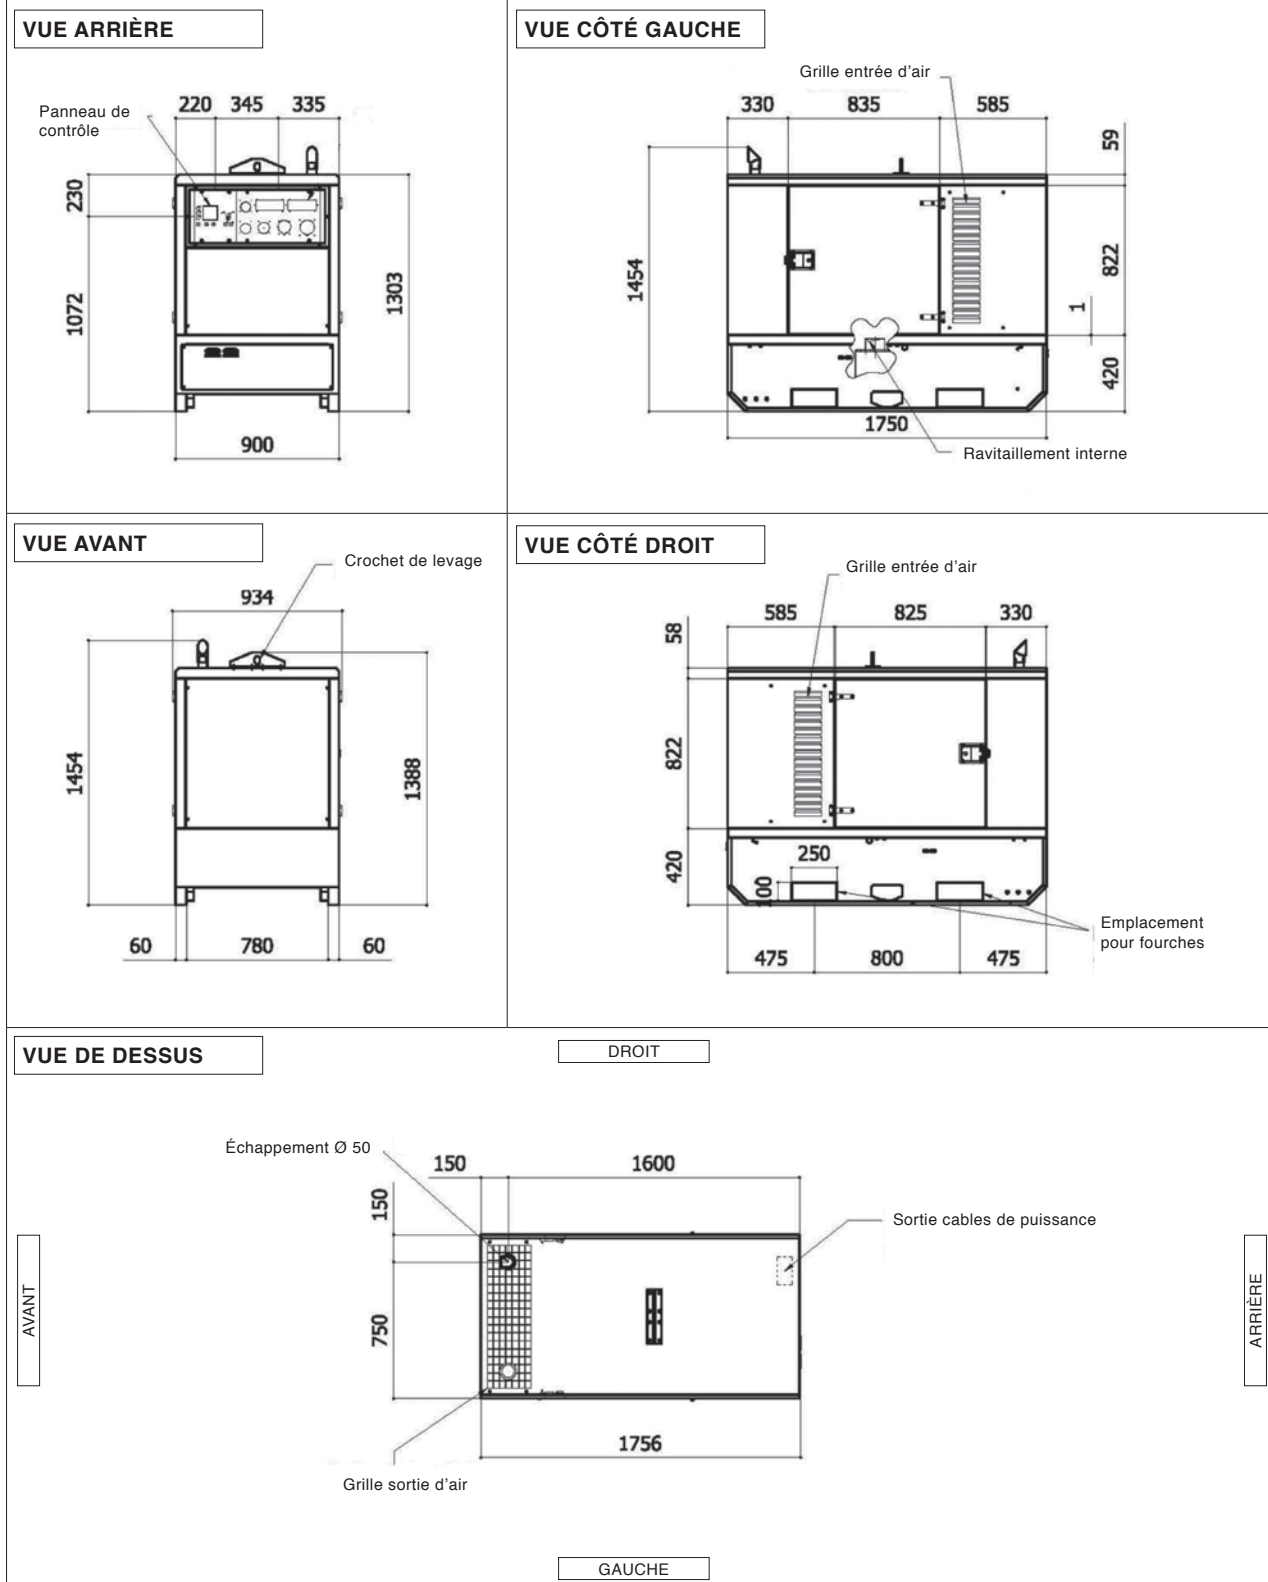 VUE ARRIÈRE
Panneau de
contrôle
220 345 335
230
1072
1303
900
VUE CÔTÉ GAUCHE
Grille entrée d'air
330 835 585
59
1454
822
1
420
1750
Ravitaillement interne
VUE AVANT
Crochet de levage
934
1454
1388
60 780 60
VUE CÔTÉ DROIT
Grille entrée d'air
585 825 330
58
822
420
250
100
Emplacement
pour fourches
475 800 475
VUE DE DESSUS
DROIT
Échappement Ø 50
150 1600
150
Sortie cables de puissance
AVANT
ARRIÈRE
750
1756
Grille sortie d'air
GAUCHE